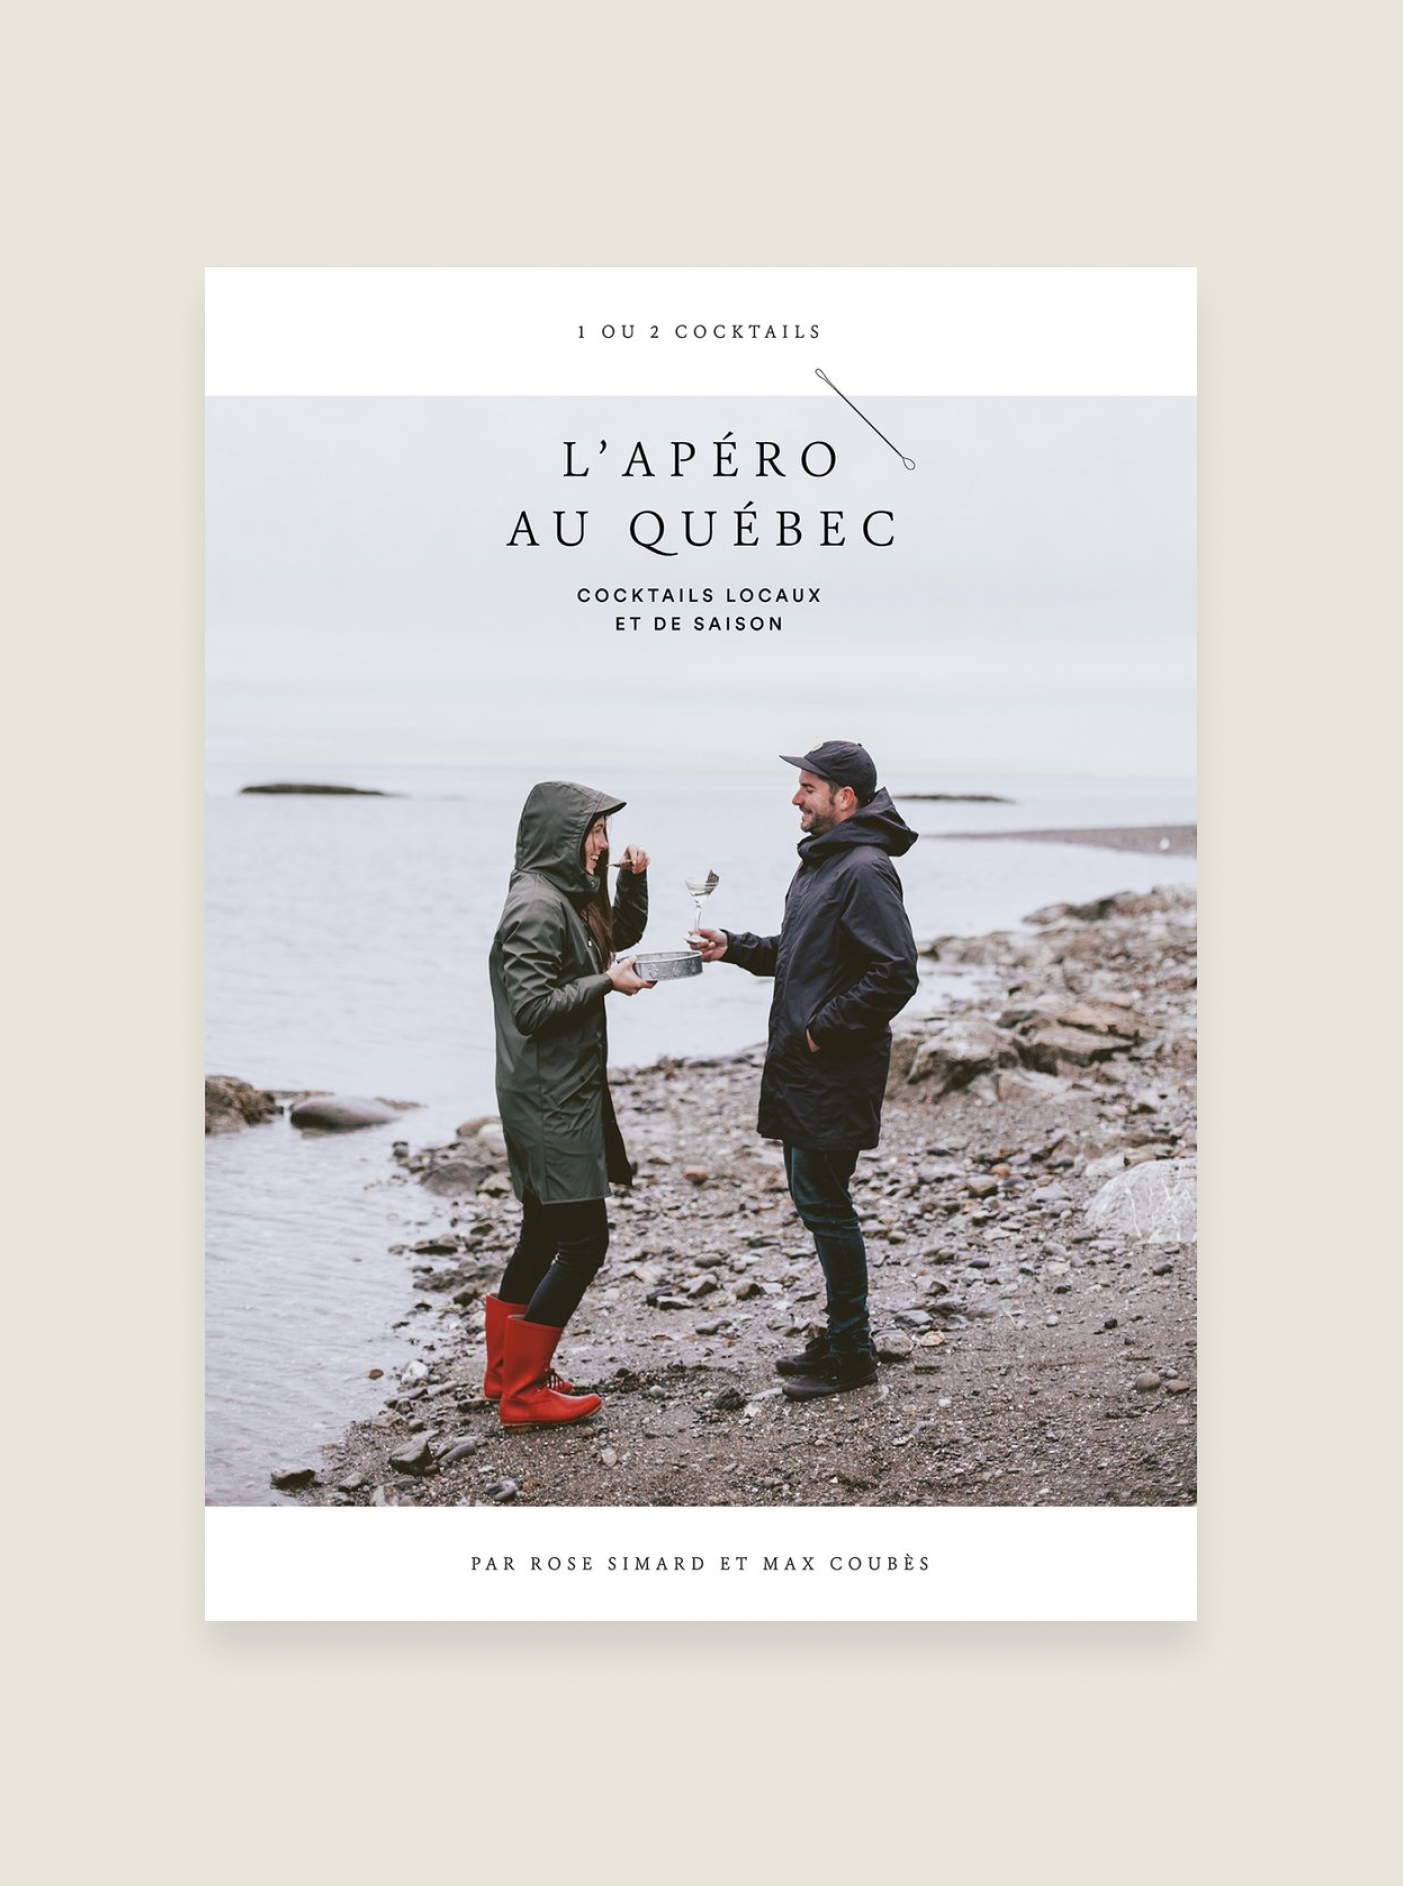 1 OU 2 COCKTAILS
L’APÉRO
AU QUÉBEC
COCKTAILS LOCAUX
ET DE SAISON
PAR ROSE SIMARD ET MAX COUBÈS